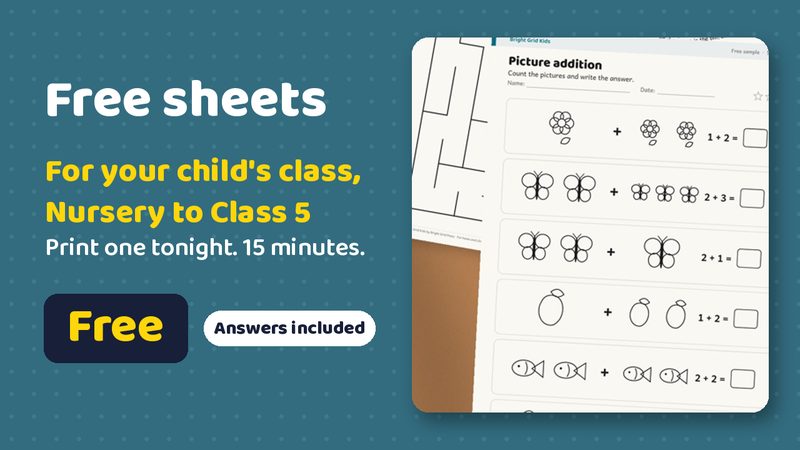 Free sheets
For your child's class,
Nursery to Class 5
Print one tonight. 15 minutes.
Free
Answers included
Bright Grid Kids
Free sample
Picture addition
Count the pictures and write the answer.
Name:
Date:
+
1 + 2 =
+
2 + 3 =
+
2 + 1 =
+
1 + 2 =
+
2 + 2 =